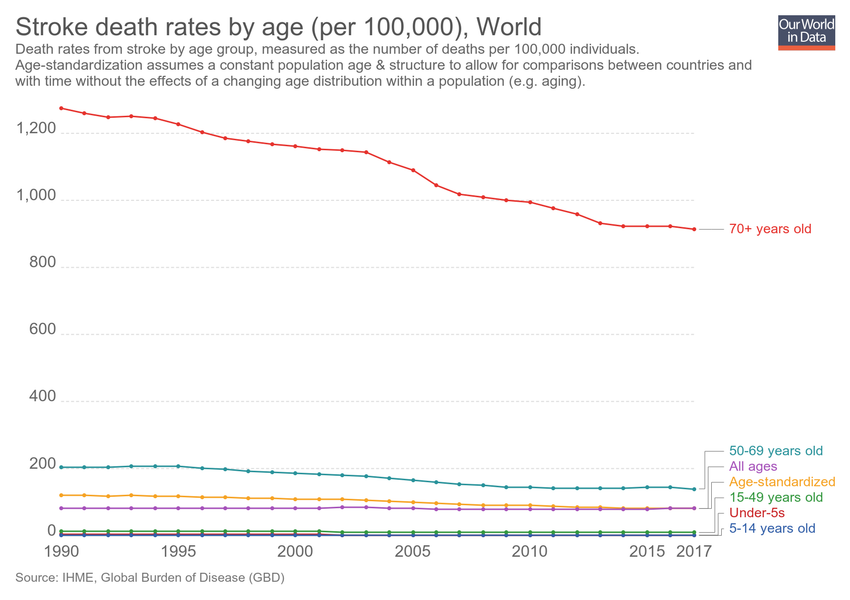 Stroke death rates by age (per 100,000), World
Our World
in Data
Death rates from stroke by age group, measured as the number of deaths per 100,000 individuals.
Age-standardization assumes a constant population age & structure to allow for comparisons between countries and
with time without the effects of a changing age distribution within a population (e.g. aging).
1,200
1,000
800
600
400
200
0
70+ years old
50-69 years old
All ages
Age-standardized
15-49 years old
Under-5s
5-14 years old
1990 1995 2000 2005 2010 2015 2017
Source: IHME, Global Burden of Disease (GBD)